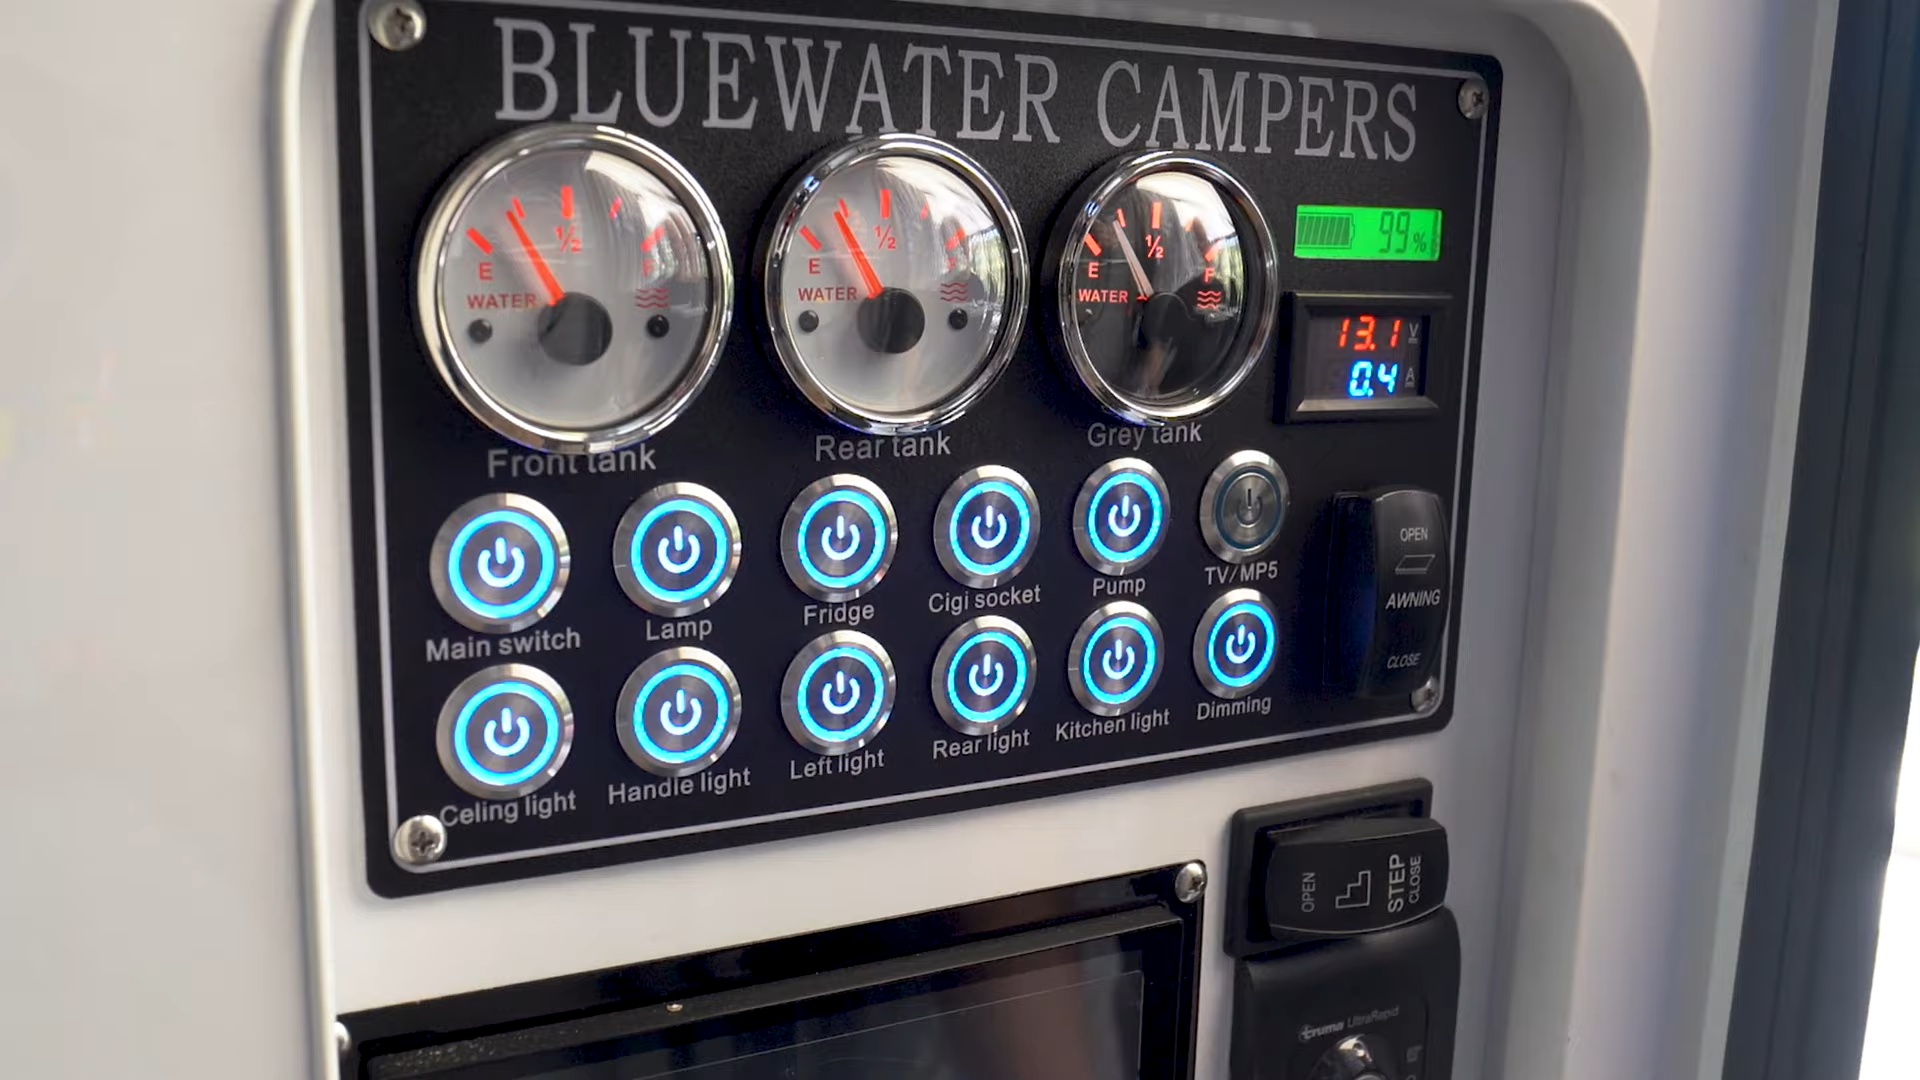 BLUEWATER CAMPERS
E ½ F
WATER
E ½
WATER
E ½ F
WATER
99%
13.1 V
0.4 A
Front tank
Rear tank
Grey tank
Main switch
Lamp
Fridge
Cigi socket
Pump
TV/MP5
OPEN
AWNING
CLOSE
Celing light
Handle light
Left light
Rear light
Kitchen light
Dimming
OPEN
STEP
CLOSE
truma UltraRapid